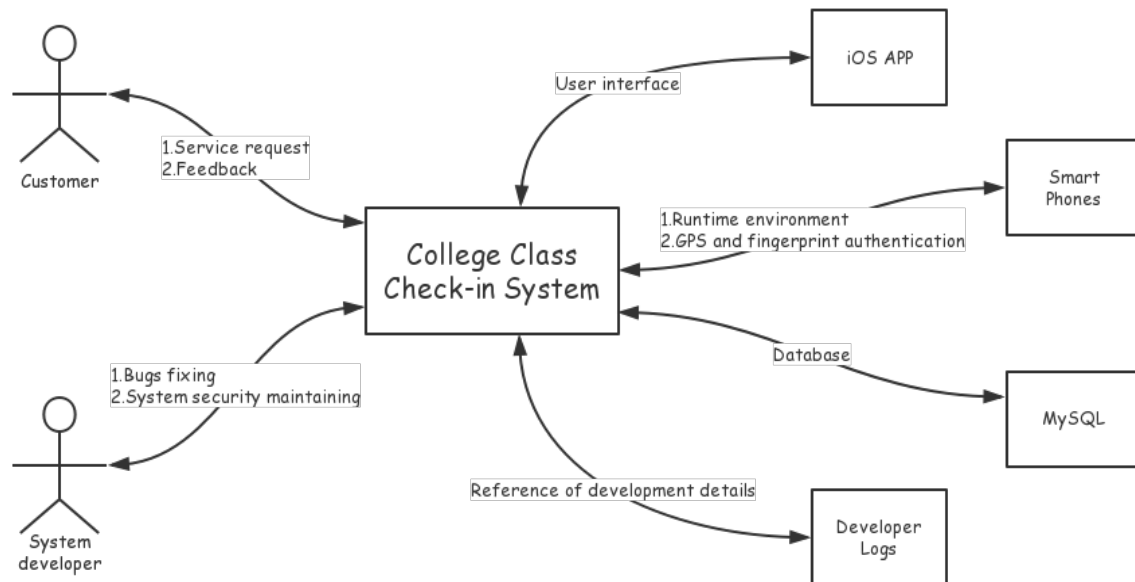 iOS APP
User interface
1.Service request
2.Feedback
Customer
Smart
Phones
1.Runtime environment
2.GPS and fingerprint authentication
College Class
Check-in System
Database
1.Bugs fixing
2.System security maintaining
MySQL
Reference of development details
System
developer
Developer
Logs